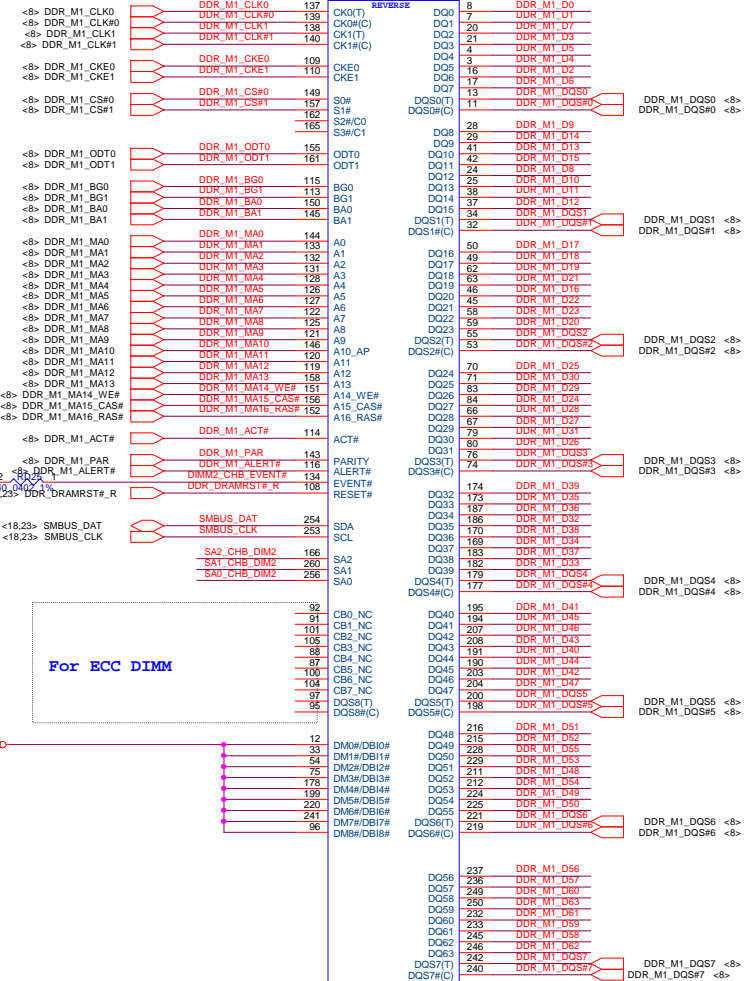 REVERSE
<8> DDR_M1_CLK0 DDR_M1_CLK0 137 CK0(T)
<8> DDR_M1_CLK#0 DDR_M1_CLK#0 139 CK0#(C)
<8> DDR_M1_CLK1 DDR_M1_CLK1 138 CK1(T)
<8> DDR_M1_CLK#1 DDR_M1_CLK#1 140 CK1#(C)
<8> DDR_M1_CKE0 DDR_M1_CKE0 109 CKE0
<8> DDR_M1_CKE1 DDR_M1_CKE1 110 CKE1
<8> DDR_M1_CS#0 DDR_M1_CS#0 149 S0#
<8> DDR_M1_CS#1 DDR_M1_CS#1 157 S1#
162 S2#/C0
165 S3#/C1
<8> DDR_M1_ODT0 DDR_M1_ODT0 155 ODT0
<8> DDR_M1_ODT1 DDR_M1_ODT1 161 ODT1
<8> DDR_M1_BG0 DDR_M1_BG0 115 BG0
<8> DDR_M1_BG1 DDR_M1_BG1 113 BG1
<8> DDR_M1_BA0 DDR_M1_BA0 150 BA0
<8> DDR_M1_BA1 DDR_M1_BA1 145 BA1
<8> DDR_M1_MA0 DDR_M1_MA0 144 A0
<8> DDR_M1_MA1 DDR_M1_MA1 133 A1
<8> DDR_M1_MA2 DDR_M1_MA2 132 A2
<8> DDR_M1_MA3 DDR_M1_MA3 131 A3
<8> DDR_M1_MA4 DDR_M1_MA4 128 A4
<8> DDR_M1_MA5 DDR_M1_MA5 126 A5
<8> DDR_M1_MA6 DDR_M1_MA6 127 A6
<8> DDR_M1_MA7 DDR_M1_MA7 122 A7
<8> DDR_M1_MA8 DDR_M1_MA8 125 A8
<8> DDR_M1_MA9 DDR_M1_MA9 121 A9
<8> DDR_M1_MA10 DDR_M1_MA10 146 A10_AP
<8> DDR_M1_MA11 DDR_M1_MA11 120 A11
<8> DDR_M1_MA12 DDR_M1_MA12 119 A12
<8> DDR_M1_MA13 DDR_M1_MA13 158 A13
<8> DDR_M1_MA14_WE# DDR_M1_MA14_WE# 151 A14_WE#
<8> DDR_M1_MA15_CAS# DDR_M1_MA15_CAS# 156 A15_CAS#
<8> DDR_M1_MA16_RAS# DDR_M1_MA16_RAS# 152 A16_RAS#
<8> DDR_M1_ACT# DDR_M1_ACT# 114 ACT#
<8> DDR_M1_PAR DDR_M1_PAR 143 PARITY
<8> DDR_M1_ALERT# DDR_M1_ALERT# 116 ALERT#
2 RD25 1 DIMM2_CHB_EVENT# 134 EVENT#
40_0402_1%
,23> DDR_DRAMRST#_R DDR_DRAMRST#_R 108 RESET#
<18,23> SMBUS_DAT SMBUS_DAT 254 SDA
<18,23> SMBUS_CLK SMBUS_CLK 253 SCL
SA2_CHB_DIM2 166 SA2
SA1_CHB_DIM2 260 SA1
SA0_CHB_DIM2 256 SA0
For ECC DIMM
92 CB0_NC
91 CB1_NC
101 CB2_NC
105 CB3_NC
88 CB4_NC
87 CB5_NC
100 CB6_NC
104 CB7_NC
97 DQS8(T)
95 DQS8#(C)
12 DM0#/DBI0#
33 DM1#/DBI1#
54 DM2#/DBI2#
75 DM3#/DBI3#
178 DM4#/DBI4#
199 DM5#/DBI5#
220 DM6#/DBI6#
241 DM7#/DBI7#
96 DM8#/DBI8#
DQ0 8 DDR_M1_D0
DQ1 7 DDR_M1_D1
DQ2 20 DDR_M1_D7
DQ3 21 DDR_M1_D3
DQ4 4 DDR_M1_D5
DQ5 3 DDR_M1_D4
DQ6 16 DDR_M1_D2
DQ7 17 DDR_M1_D6
DQS0(T) 13 DDR_M1_DQS0 DDR_M1_DQS0 <8>
DQS0#(C) 11 DDR_M1_DQS#0 DDR_M1_DQS#0 <8>
DQ8 28 DDR_M1_D9
DQ9 29 DDR_M1_D14
DQ10 41 DDR_M1_D13
DQ11 42 DDR_M1_D15
DQ12 24 DDR_M1_D8
DQ13 25 DDR_M1_D10
DQ14 38 DDR_M1_D11
DQ15 37 DDR_M1_D12
DQS1(T) 34 DDR_M1_DQS1 DDR_M1_DQS1 <8>
DQS1#(C) 32 DDR_M1_DQS#1 DDR_M1_DQS#1 <8>
DQ16 50 DDR_M1_D17
DQ17 49 DDR_M1_D18
DQ18 62 DDR_M1_D19
DQ19 63 DDR_M1_D21
DQ20 46 DDR_M1_D16
DQ21 45 DDR_M1_D22
DQ22 58 DDR_M1_D23
DQ23 59 DDR_M1_D20
DQS2(T) 55 DDR_M1_DQS2 DDR_M1_DQS2 <8>
DQS2#(C) 53 DDR_M1_DQS#2 DDR_M1_DQS#2 <8>
DQ24 70 DDR_M1_D25
DQ25 71 DDR_M1_D30
DQ26 83 DDR_M1_D29
DQ27 84 DDR_M1_D24
DQ28 66 DDR_M1_D28
DQ29 67 DDR_M1_D27
DQ30 79 DDR_M1_D31
DQ31 80 DDR_M1_D26
DQS3(T) 76 DDR_M1_DQS3 DDR_M1_DQS3 <8>
DQS3#(C) 74 DDR_M1_DQS#3 DDR_M1_DQS#3 <8>
DQ32 174 DDR_M1_D39
DQ33 173 DDR_M1_D35
DQ34 187 DDR_M1_D36
DQ35 186 DDR_M1_D32
DQ36 170 DDR_M1_D38
DQ37 169 DDR_M1_D34
DQ38 183 DDR_M1_D37
DQ39 182 DDR_M1_D33
DQS4(T) 179 DDR_M1_DQS4 DDR_M1_DQS4 <8>
DQS4#(C) 177 DDR_M1_DQS#4 DDR_M1_DQS#4 <8>
DQ40 195 DDR_M1_D41
DQ41 194 DDR_M1_D45
DQ42 207 DDR_M1_D46
DQ43 208 DDR_M1_D43
DQ44 191 DDR_M1_D40
DQ45 190 DDR_M1_D44
DQ46 203 DDR_M1_D42
DQ47 204 DDR_M1_D47
DQS5(T) 200 DDR_M1_DQS5 DDR_M1_DQS5 <8>
DQS5#(C) 198 DDR_M1_DQS#5 DDR_M1_DQS#5 <8>
DQ48 216 DDR_M1_D51
DQ49 215 DDR_M1_D52
DQ50 228 DDR_M1_D55
DQ51 229 DDR_M1_D53
DQ52 211 DDR_M1_D48
DQ53 212 DDR_M1_D54
DQ54 224 DDR_M1_D49
DQ55 225 DDR_M1_D50
DQS6(T) 221 DDR_M1_DQS6 DDR_M1_DQS6 <8>
DQS6#(C) 219 DDR_M1_DQS#6 DDR_M1_DQS#6 <8>
DQ56 237 DDR_M1_D56
DQ57 236 DDR_M1_D57
DQ58 249 DDR_M1_D60
DQ59 250 DDR_M1_D63
DQ60 232 DDR_M1_D61
DQ61 233 DDR_M1_D59
DQ62 245 DDR_M1_D58
DQ63 246 DDR_M1_D62
DQS7(T) 242 DDR_M1_DQS7 DDR_M1_DQS7 <8>
DQS7#(C) 240 DDR_M1_DQS#7 DDR_M1_DQS#7 <8>